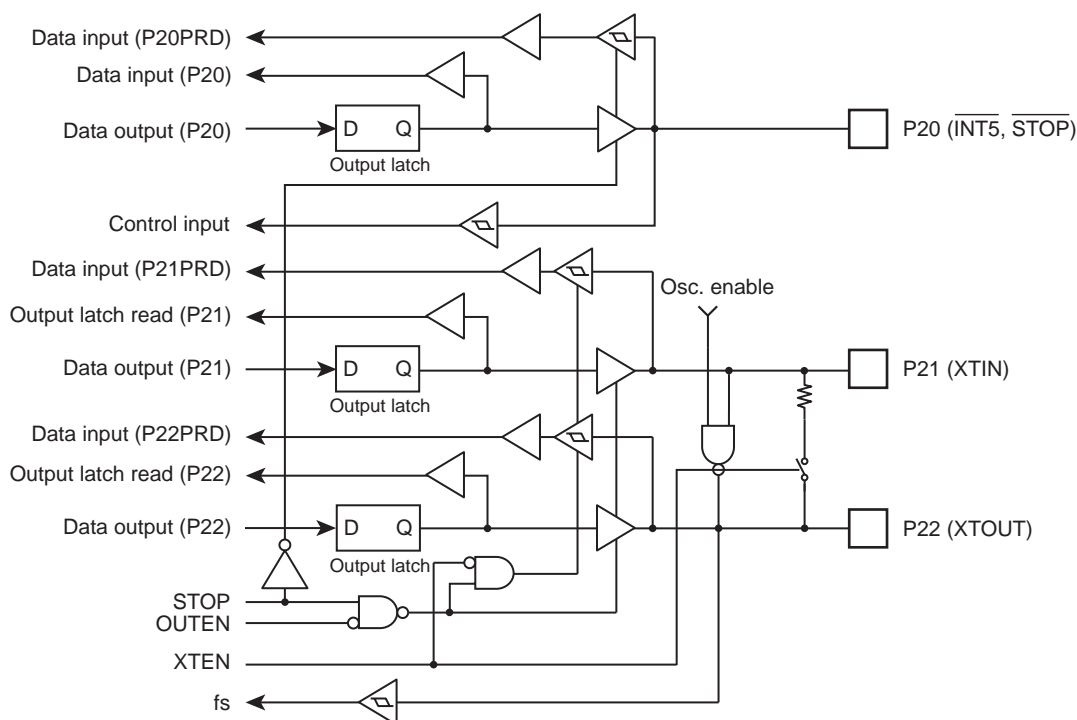 Data input (P20PRD)
Data input (P20)
Data output (P20)
D Q
Output latch
P20 (INT5, STOP)
Control input
Data input (P21PRD)
Osc. enable
Output latch read (P21)
Data output (P21)
D Q
Output latch
P21 (XTIN)
Data input (P22PRD)
Output latch read (P22)
Data output (P22)
D Q
Output latch
P22 (XTOUT)
STOP
OUTEN
XTEN
fs